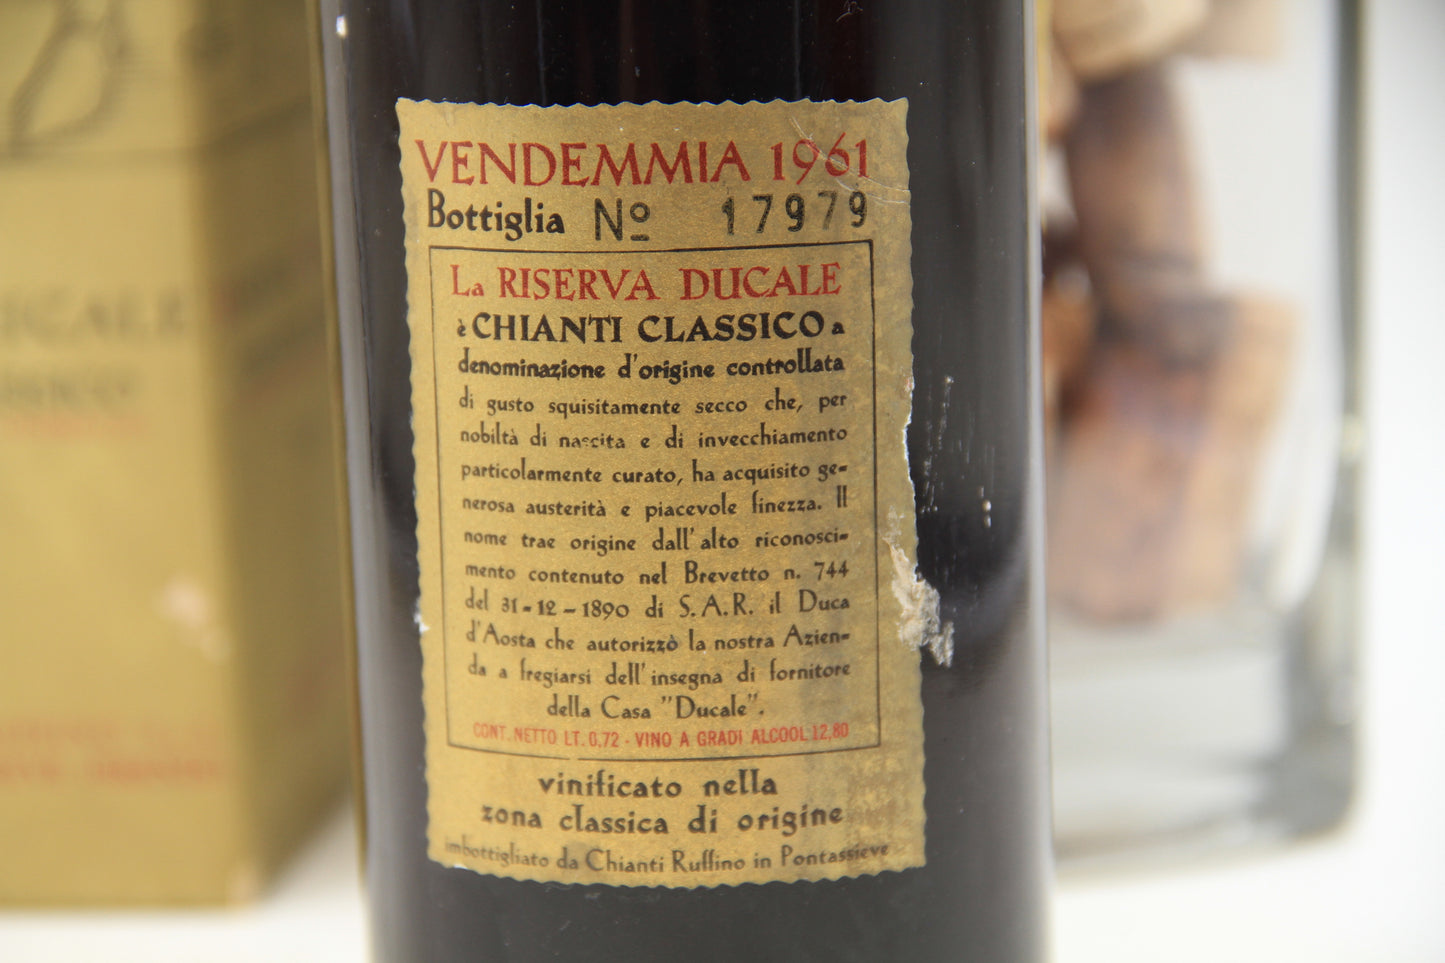 VENDEMMIA 1961
Bottiglia Nº 17979
La RISERVA DUCALE
è CHIANTI CLASSICO a
denominazione d'origine controllata
di gusto squisitamente secco che, per
nobiltà di nascita e di invecchiamento
particolarmente curato, ha acquisito ge-
nerosa austerità e piacevole finezza. Il
nome trae origine dall'alto riconosci-
mento contenuto nel Brevetto n. 744
del 31-12-1890 di S.A.R. il Duca
d'Aosta che autorizzò la nostra Azien-
da a fregiarsi dell'insegna di fornitore
della Casa "Ducale".
CONT. NETTO LT. 0,72 - VINO A GRADI ALCOOL 12,80
vinificato nella
zona classica di origine
imbottigliato da Chianti Ruffino in Pontassieve